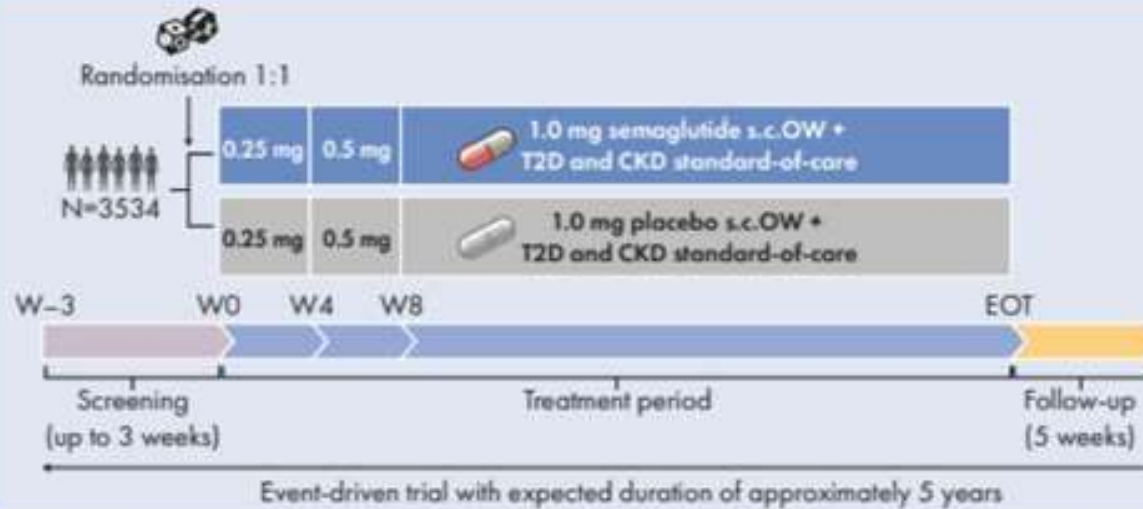 Randomisation 1:1
N=3534
0.25 mg
0.5 mg
1.0 mg semaglutide s.c.OW +
T2D and CKD standard-of-care
0.25 mg
0.5 mg
1.0 mg placebo s.c.OW +
T2D and CKD standard-of-care
W–3
W0
W4
W8
EOT
Screening
(up to 3 weeks)
Treatment period
Follow-up
(5 weeks)
Event-driven trial with expected duration of approximately 5 years